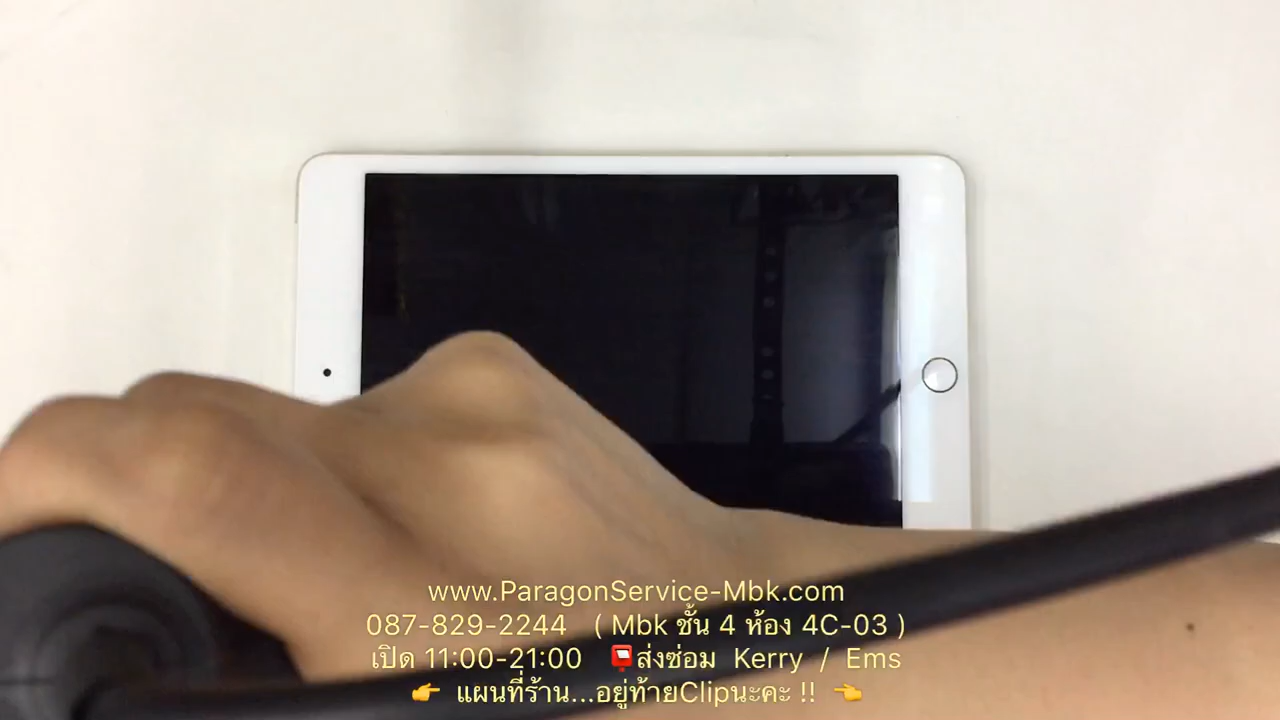 www.ParagonService-Mbk.com
087-829-2244 ( Mbk ชั้น 4 ห้อง 4C-03 )
เปิด 11:00-21:00 📮ส่งซ่อม Kerry / Ems
👉 แผนที่ร้าน...อยู่ท้ายClipนะคะ !! 👈